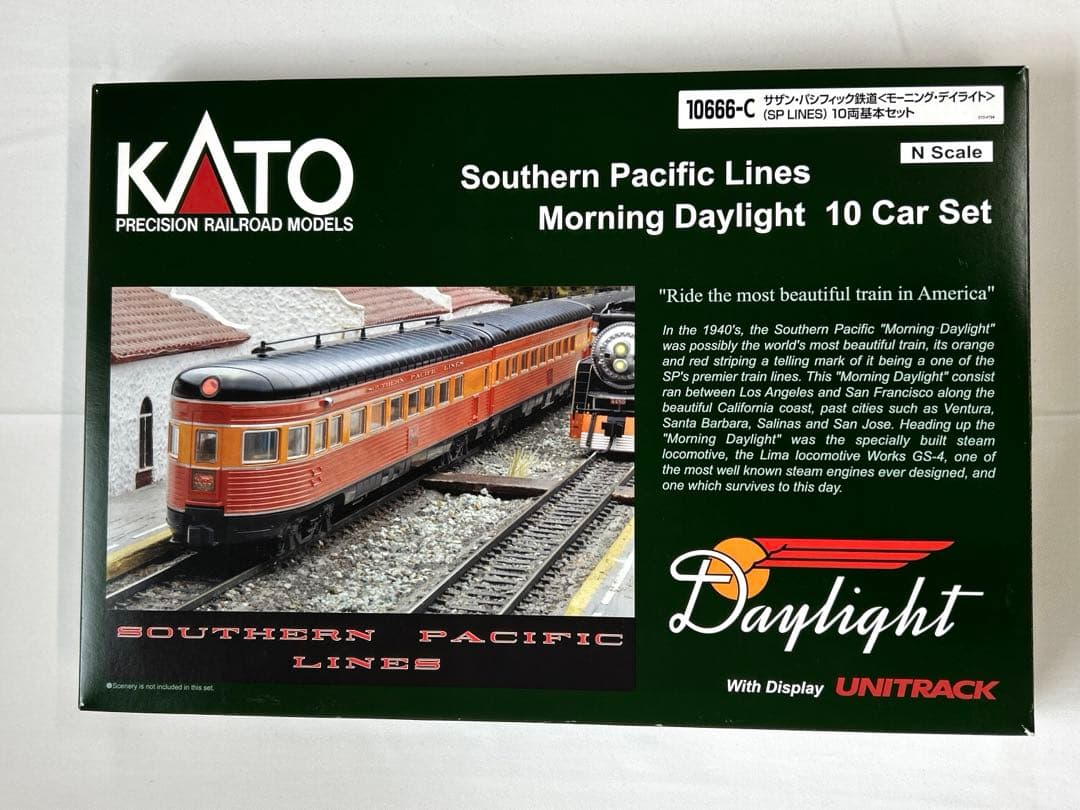 10666-C
サザン・パシフィック鉄道<モーニング・デイライト>
(SP LINES) 10両基本セット
KATO
PRECISION RAILROAD MODELS
N Scale
Southern Pacific Lines
Morning Daylight 10 Car Set
"Ride the most beautiful train in America"
In the 1940's, the Southern Pacific "Morning Daylight"
was possibly the world's most beautiful train, its orange
and red striping a telling mark of it being a one of the
SP's premier train lines. This "Morning Daylight" consist
ran between Los Angeles and San Francisco along the
beautiful California coast, past cities such as Ventura,
Santa Barbara, Salinas and San Jose. Heading up the
"Morning Daylight" was the specially built steam
locomotive, the Lima locomotive Works GS-4, one of
the most well known steam engines ever designed, and
one which survives to this day.
SOUTHERN PACIFIC LINES
SOUTHERN PACIFIC
LINES
●Scenery is not included in this set.
Daylight
With Display UNITRACK